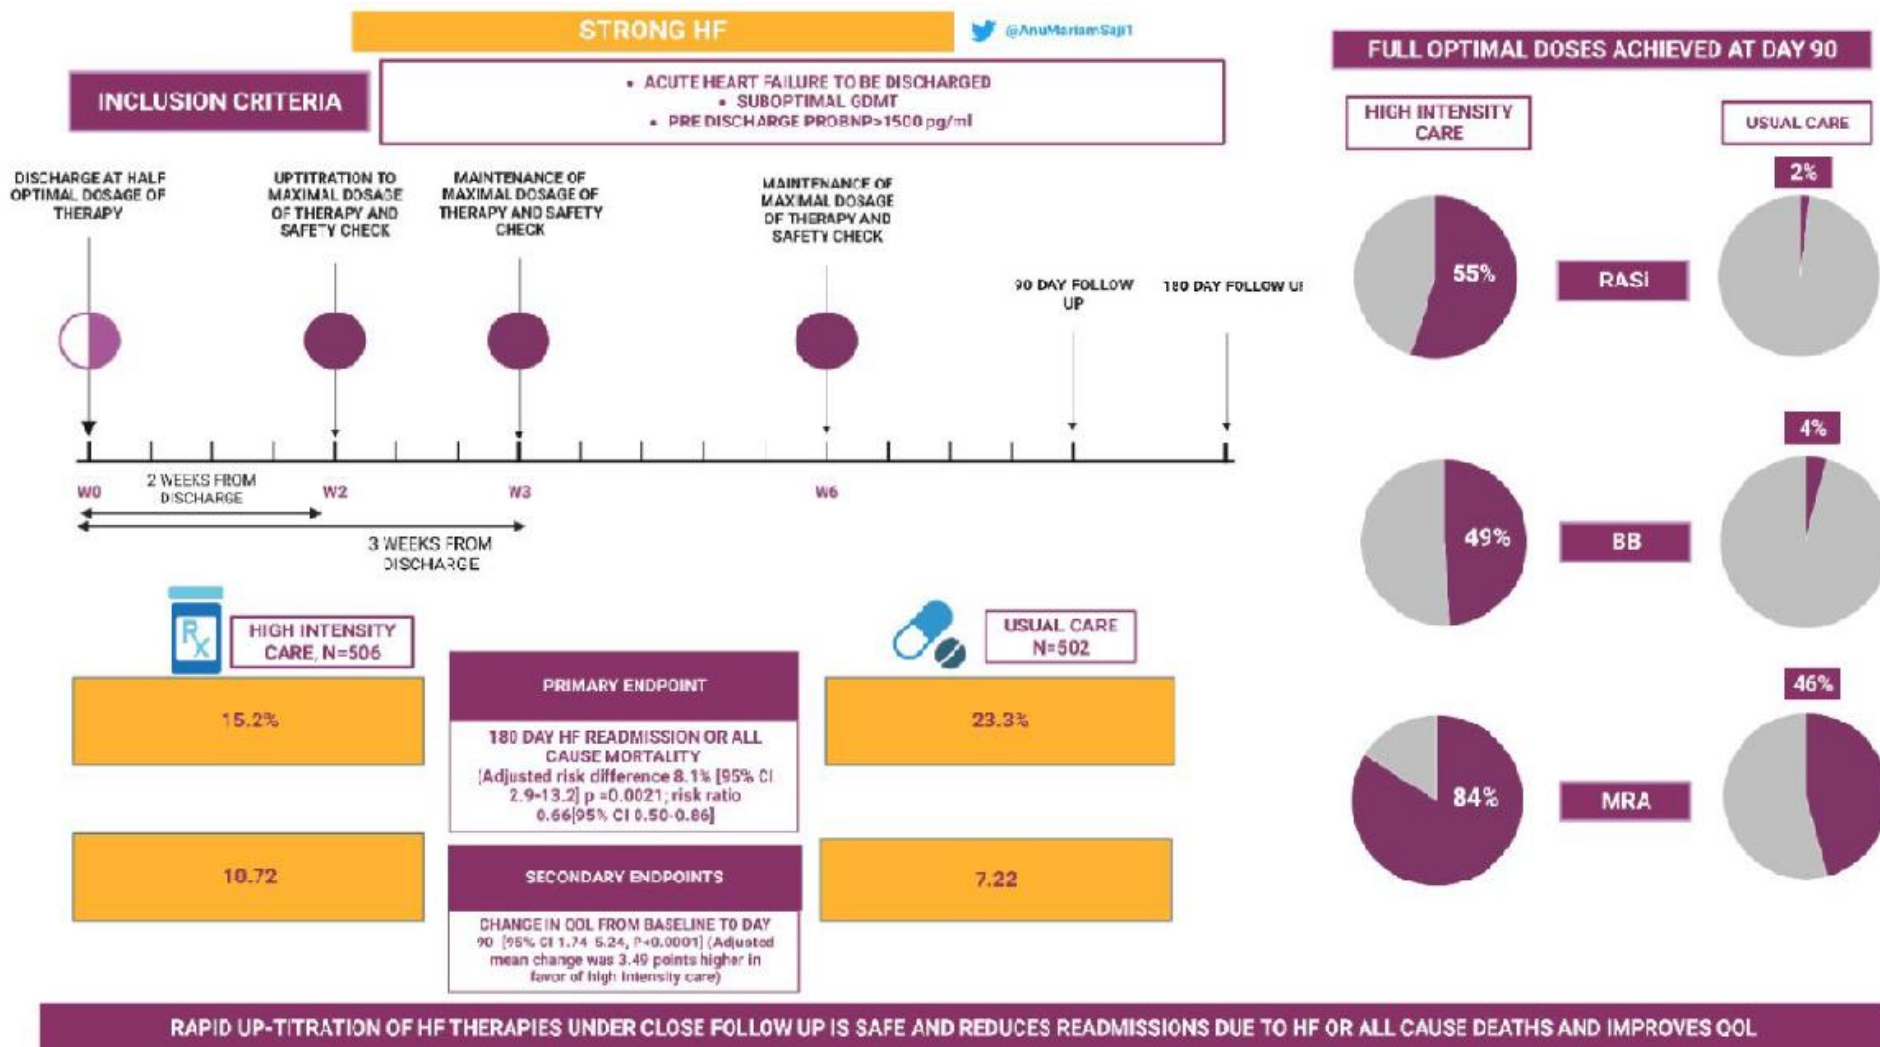 STRONG HF
@AnuMariamSaji1
INCLUSION CRITERIA
• ACUTE HEART FAILURE TO BE DISCHARGED
• SUBOPTIMAL GDMT
• PRE DISCHARGE PROBNP>1500 pg/ml
DISCHARGE AT HALF
OPTIMAL DOSAGE OF
THERAPY
UPTITRATION TO
MAXIMAL DOSAGE
OF THERAPY AND
SAFETY CHECK
MAINTENANCE OF
MAXIMAL DOSAGE OF
THERAPY AND SAFETY
CHECK
MAINTENANCE OF
MAXIMAL DOSAGE
OF THERAPY AND
SAFETY CHECK
90 DAY FOLLOW
UP
180 DAY FOLLOW
W0
2 WEEKS FROM
DISCHARGE
W2
W3
W6
3 WEEKS FROM
DISCHARGE
Rx
HIGH INTENSITY
CARE, N=506
USUAL CARE
N=502
15.2%
PRIMARY ENDPOINT
180 DAY HF READMISSION OR ALL
CAUSE MORTALITY
(Adjusted risk difference 8.1% [95% CI
2.9-13.2] p =0.0021; risk ratio
0.66[95% CI 0.50-0.86]
23.3%
10.72
SECONDARY ENDPOINTS
CHANGE IN QOL FROM BASELINE TO DAY
90 [95% CI 1.74 5.24, P<0.0001] (Adjusted
mean change was 3.49 points higher in
favor of high intensity care)
7.22
FULL OPTIMAL DOSES ACHIEVED AT DAY 90
HIGH INTENSITY
CARE
USUAL CARE
55%
RASi
2%
49%
BB
4%
84%
MRA
46%
RAPID UP-TITRATION OF HF THERAPIES UNDER CLOSE FOLLOW UP IS SAFE AND REDUCES READMISSIONS DUE TO HF OR ALL CAUSE DEATHS AND IMPROVES QOL